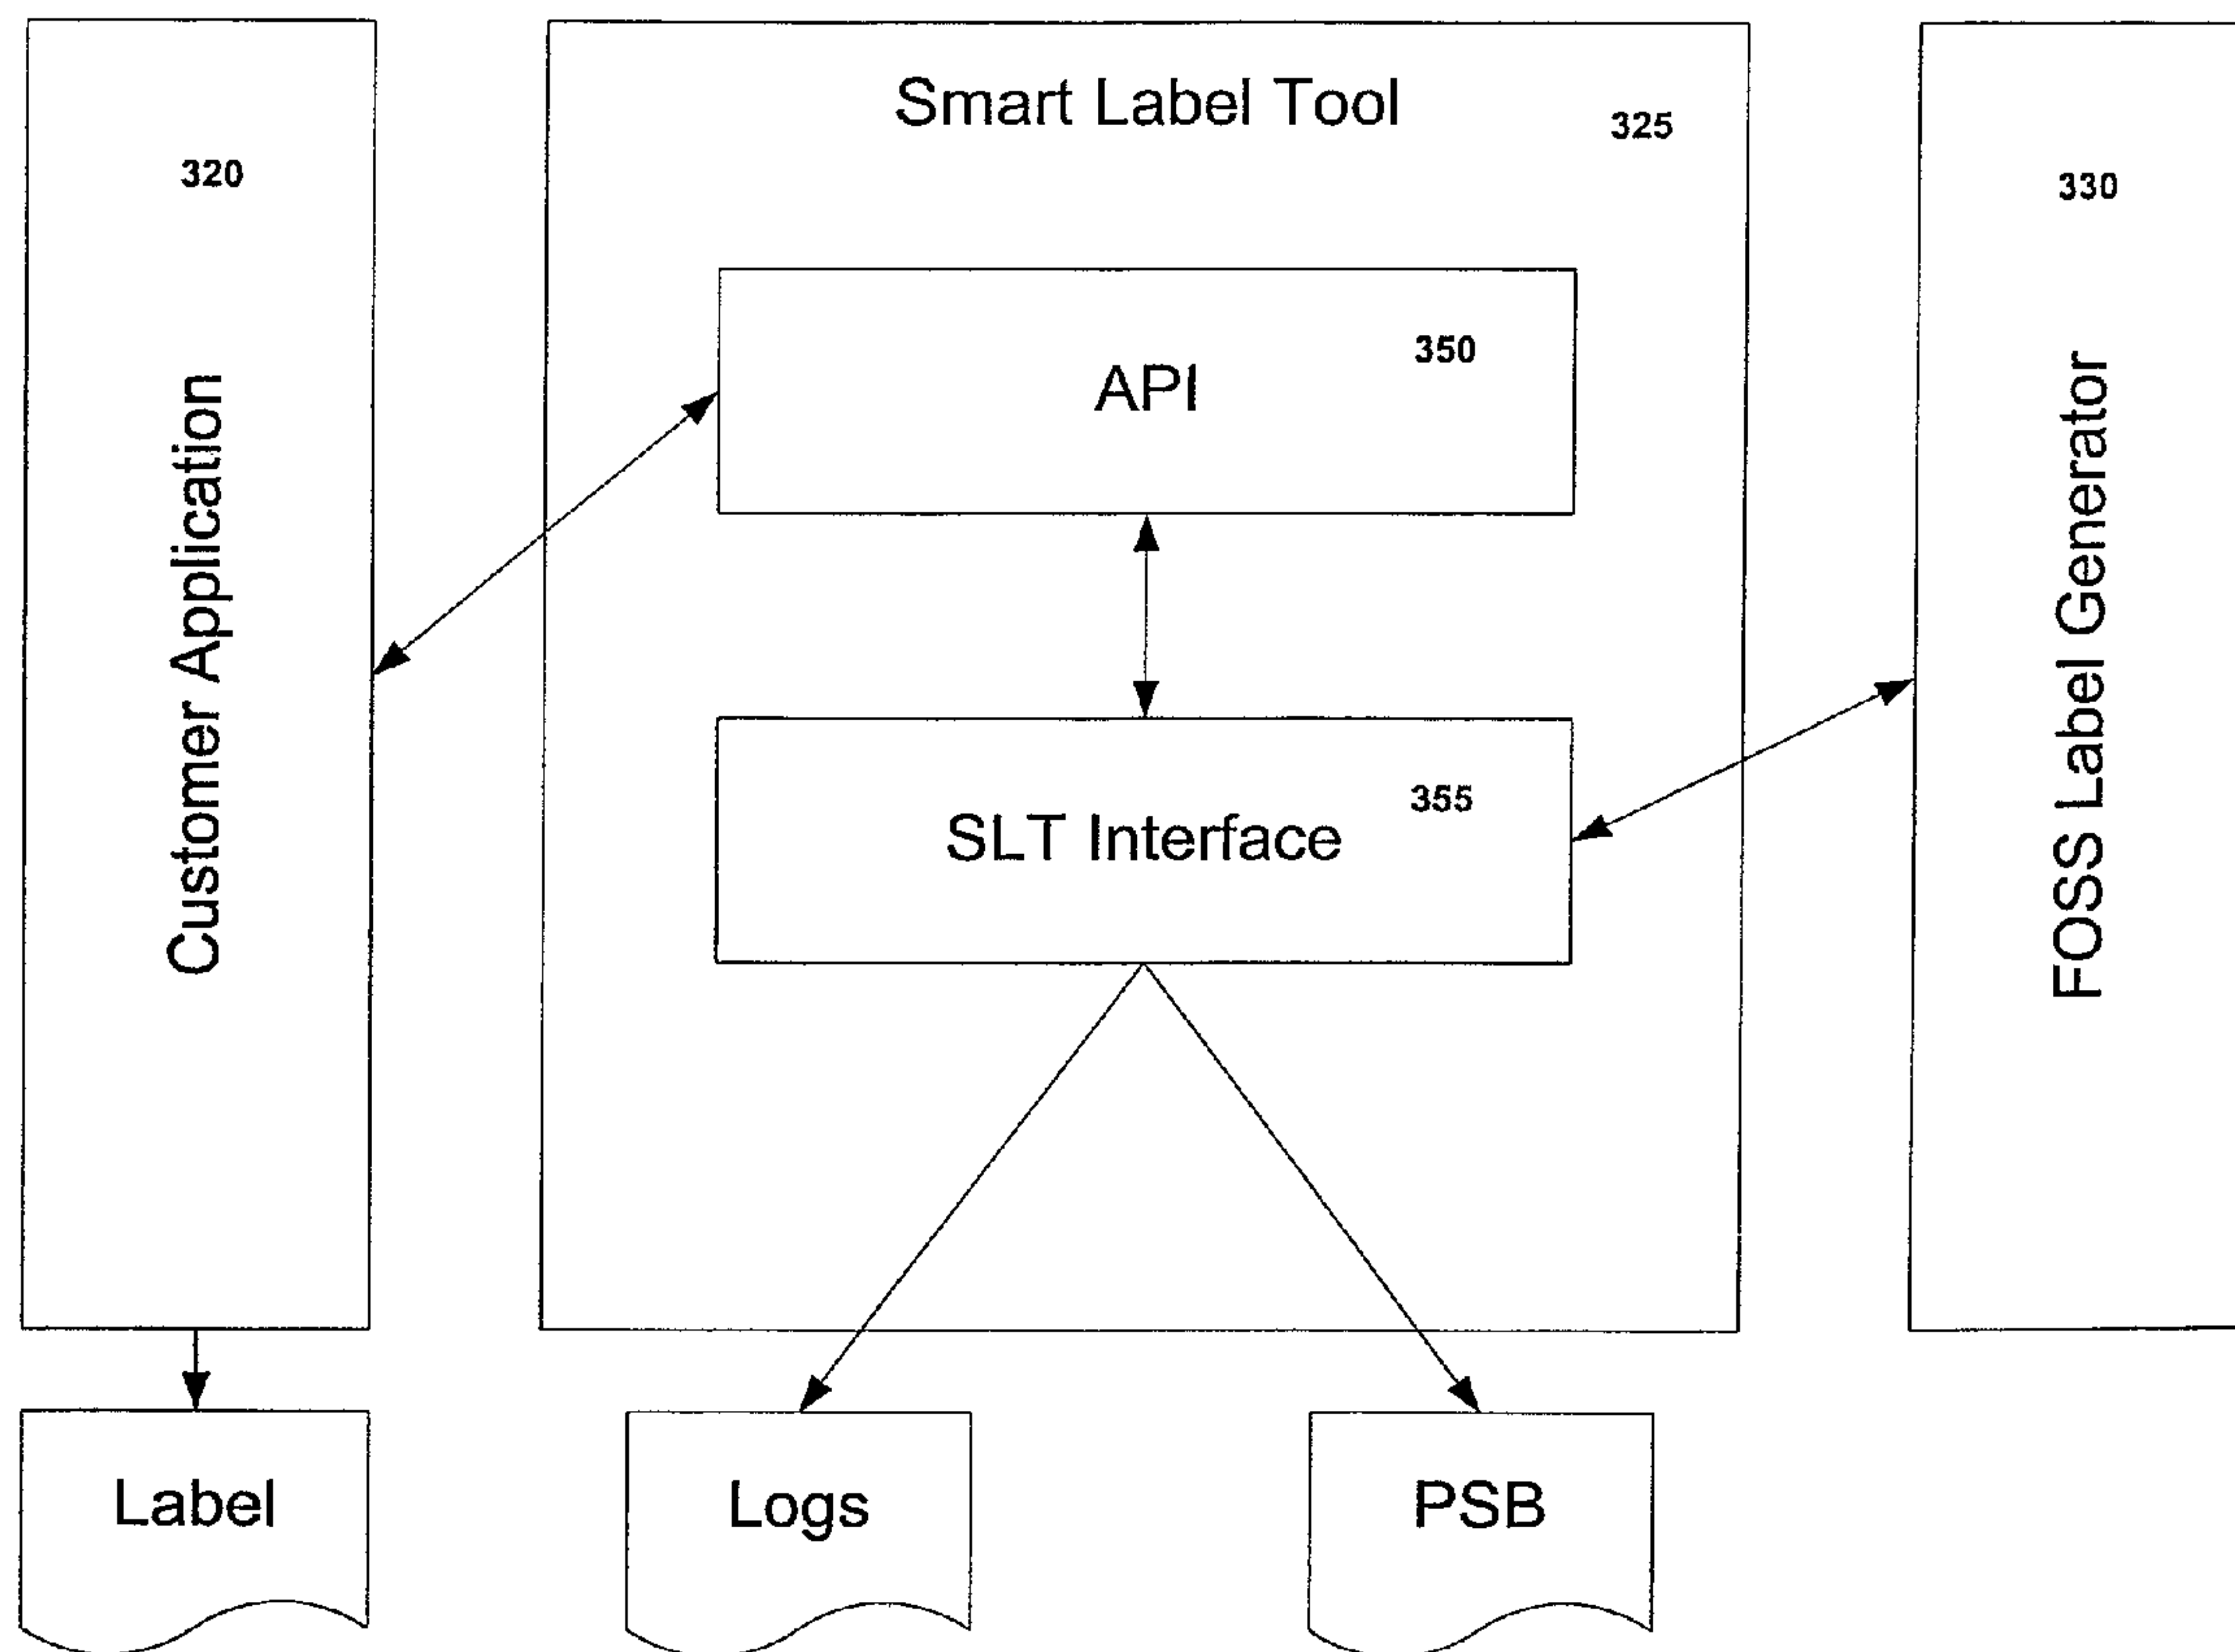 Smart Label Tool
325
320
Customer Application
330
FOSS Label Generator
350
API
355
SLT Interface
Label
Logs
PSB